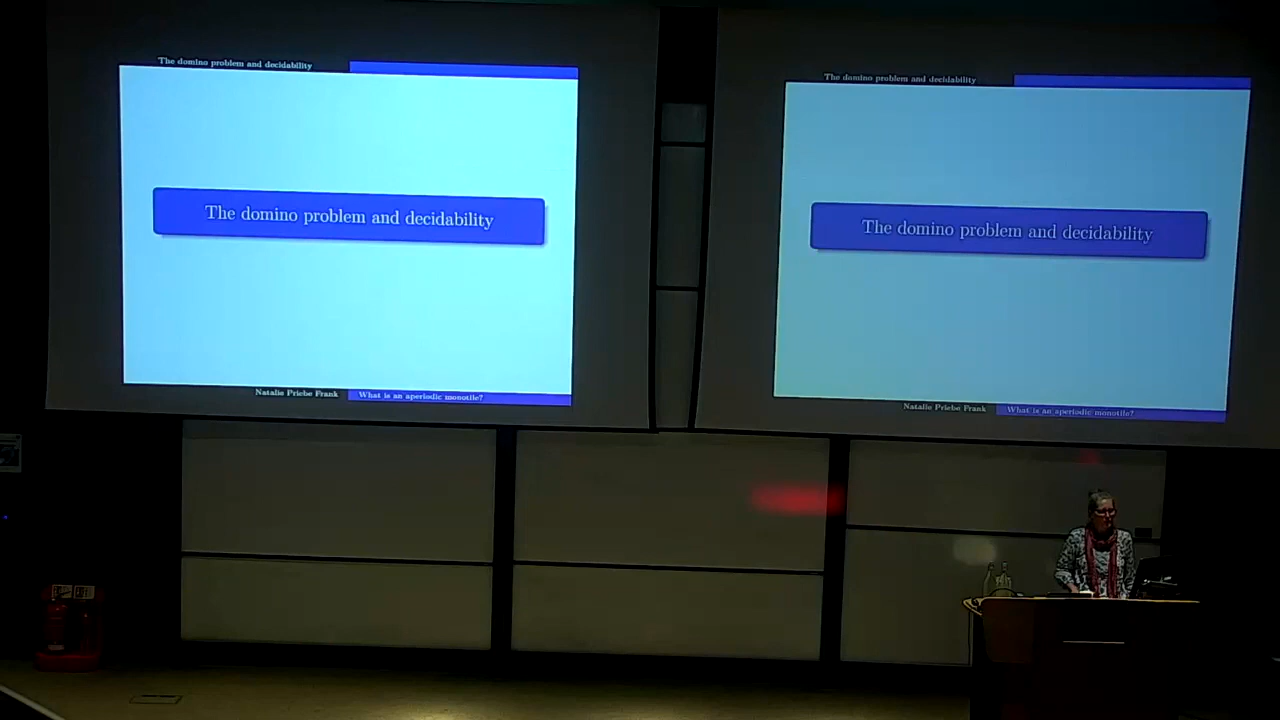 The domino problem and decidability
The domino problem and decidability
Natalie Priebe Frank
What is an aperiodic monotile?
The domino problem and decidability
The domino problem and decidability
Natalie Priebe Frank
What is an aperiodic monotile?